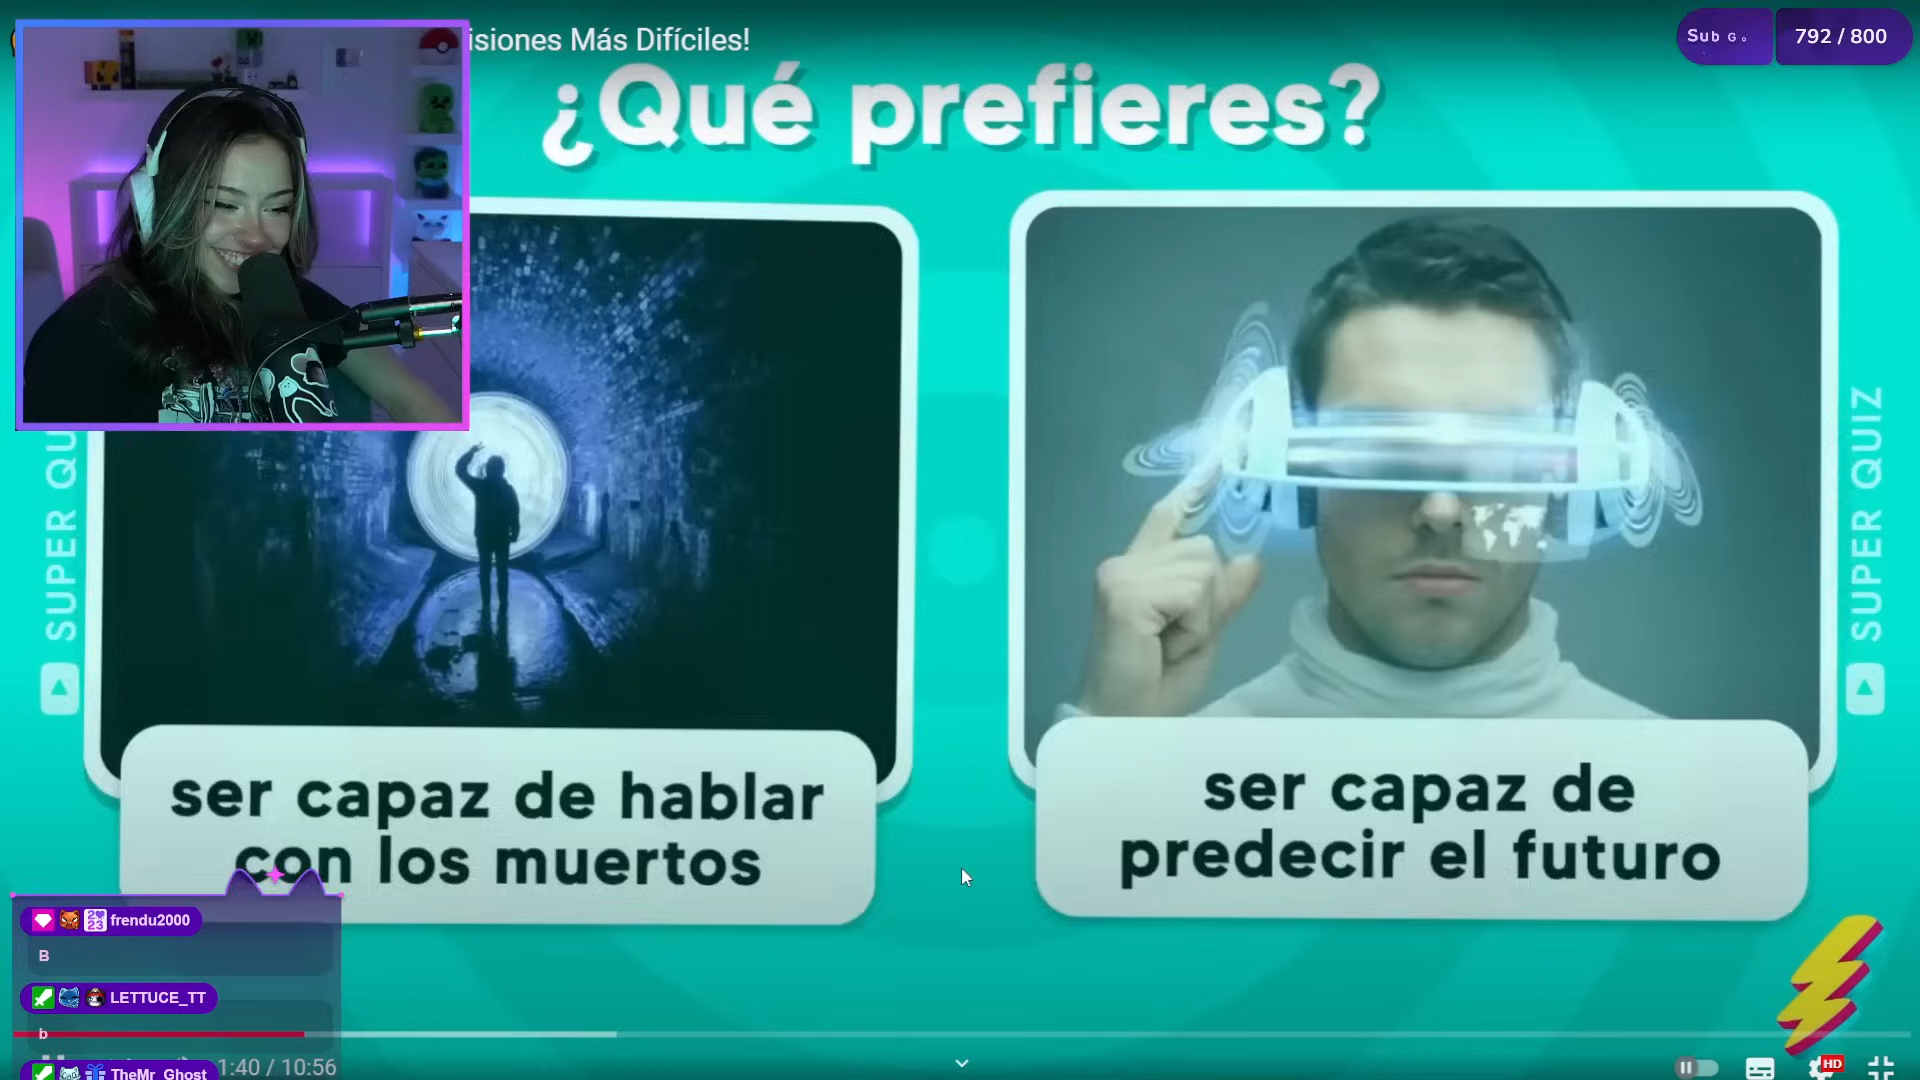 isiones Más Difíciles!
Sub G
792 / 800
¿Qué prefieres?
SUPER QU
SUPER QUIZ
ser capaz de hablar
con los muertos
ser capaz de
predecir el futuro
frendu2000
B
LETTUCE_TT
b
TheMr_Ghost
1:40 / 10:56
HD